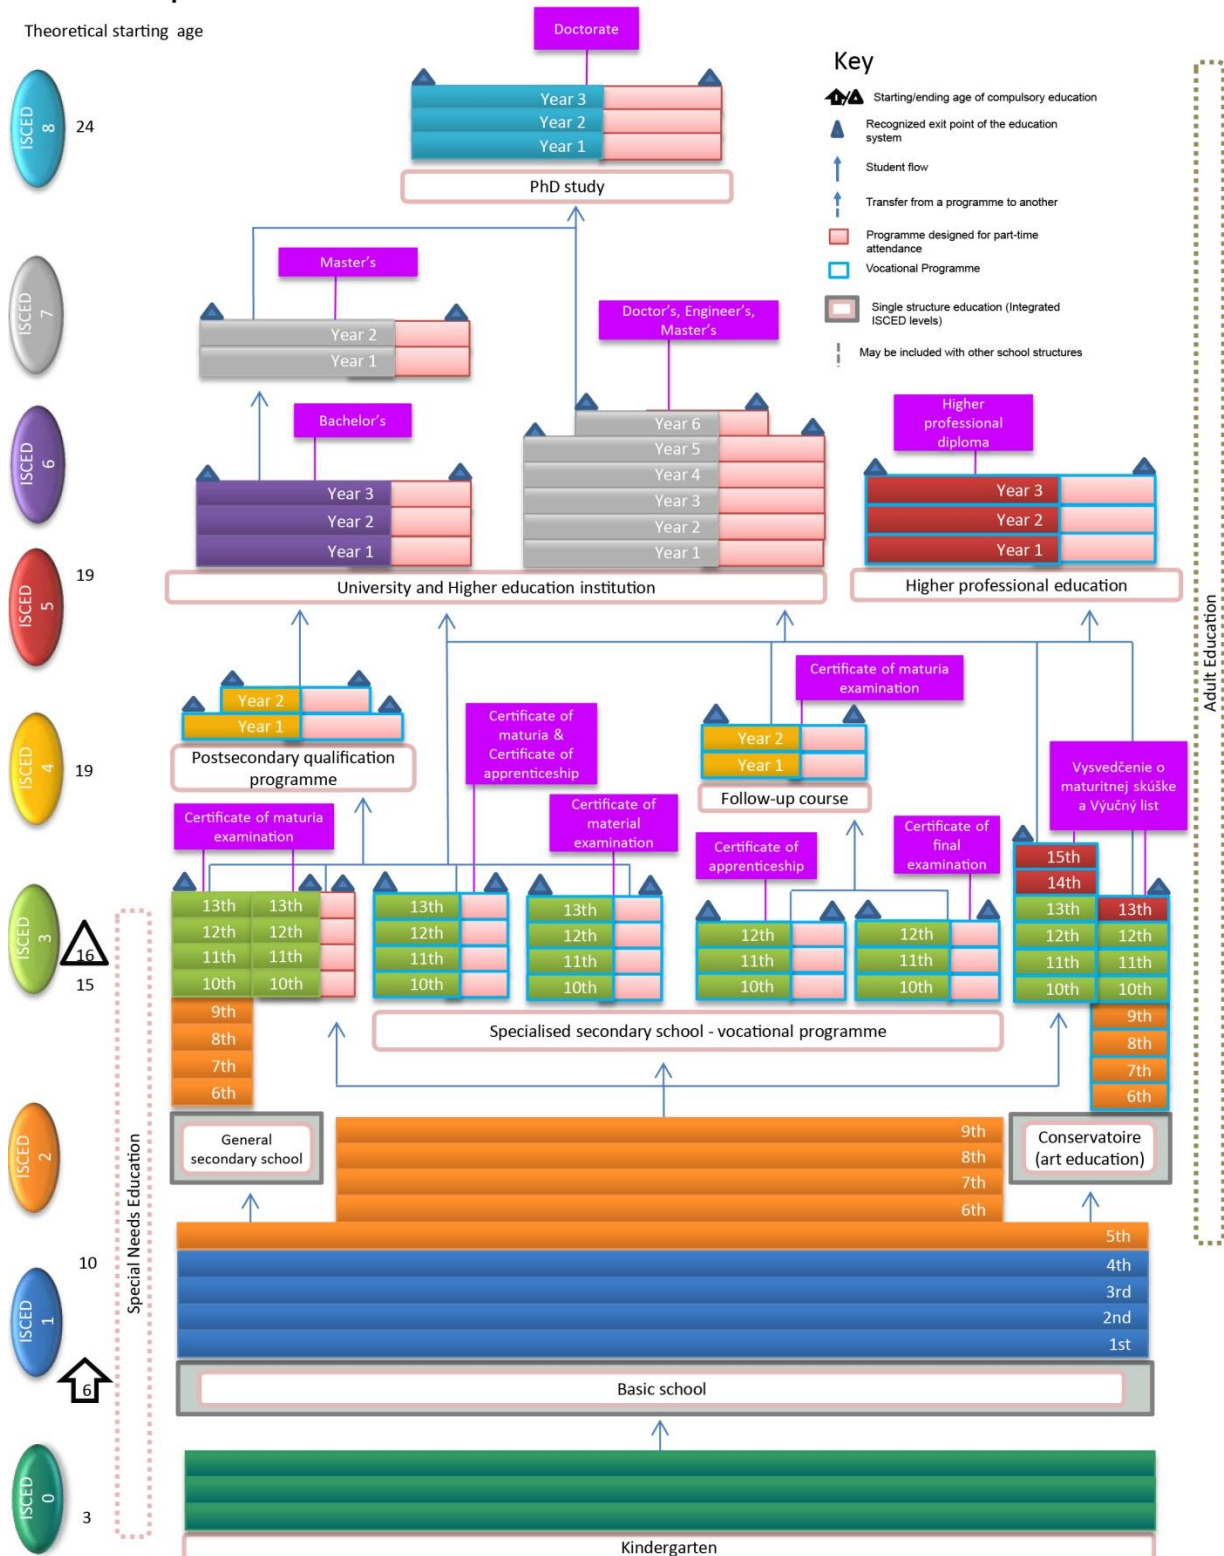 Theoretical starting age
Doctorate
Key
Starting/ending age of compulsory education
Recognized exit point of the education
system
Student flow
Transfer from a programme to another
Programme designed for part-time
attendance
Vocational Programme
Single structure education (Integrated
ISCED levels)
May be included with other school structures
ISCED
8
24
Year 3
Year 2
Year 1
PhD study
ISCED
7
Master's
Year 2
Year 1
Doctor's, Engineer's,
Master's
Year 6
Year 5
Year 4
Year 3
Year 2
Year 1
ISCED
6
Bachelor's
Year 3
Year 2
Year 1
Higher
professional
diploma
Year 3
Year 2
Year 1
ISCED
5
19
University and Higher education institution
Higher professional education
Adult Education
Year 2
Year 1
Postsecondary qualification
programme
Certificate of
maturia &
Certificate of
apprenticeship
Certificate of maturia
examination
Year 2
Year 1
Follow-up course
ISCED
4
19
Certificate of maturia
examination
Certificate of
material
examination
Certificate of
apprenticeship
Certificate of
final
examination
Vysvedčenie o
maturitnej skúške
a Výučný list
ISCED
3
16
15
13th
12th
11th
10th
9th
8th
7th
6th
13th
12th
11th
10th
13th
12th
11th
10th
13th
12th
11th
10th
12th
11th
10th
12th
11th
10th
15th
14th
13th
12th
11th
10th
13th
12th
11th
10th
9th
8th
7th
6th
Specialised secondary school - vocational programme
General
secondary school
Conservatoire
(art education)
ISCED
2
9th
8th
7th
6th
5th
10
Special Needs Education
ISCED
1
4th
3rd
2nd
1st
6
Basic school
ISCED
0
3
Kindergarten